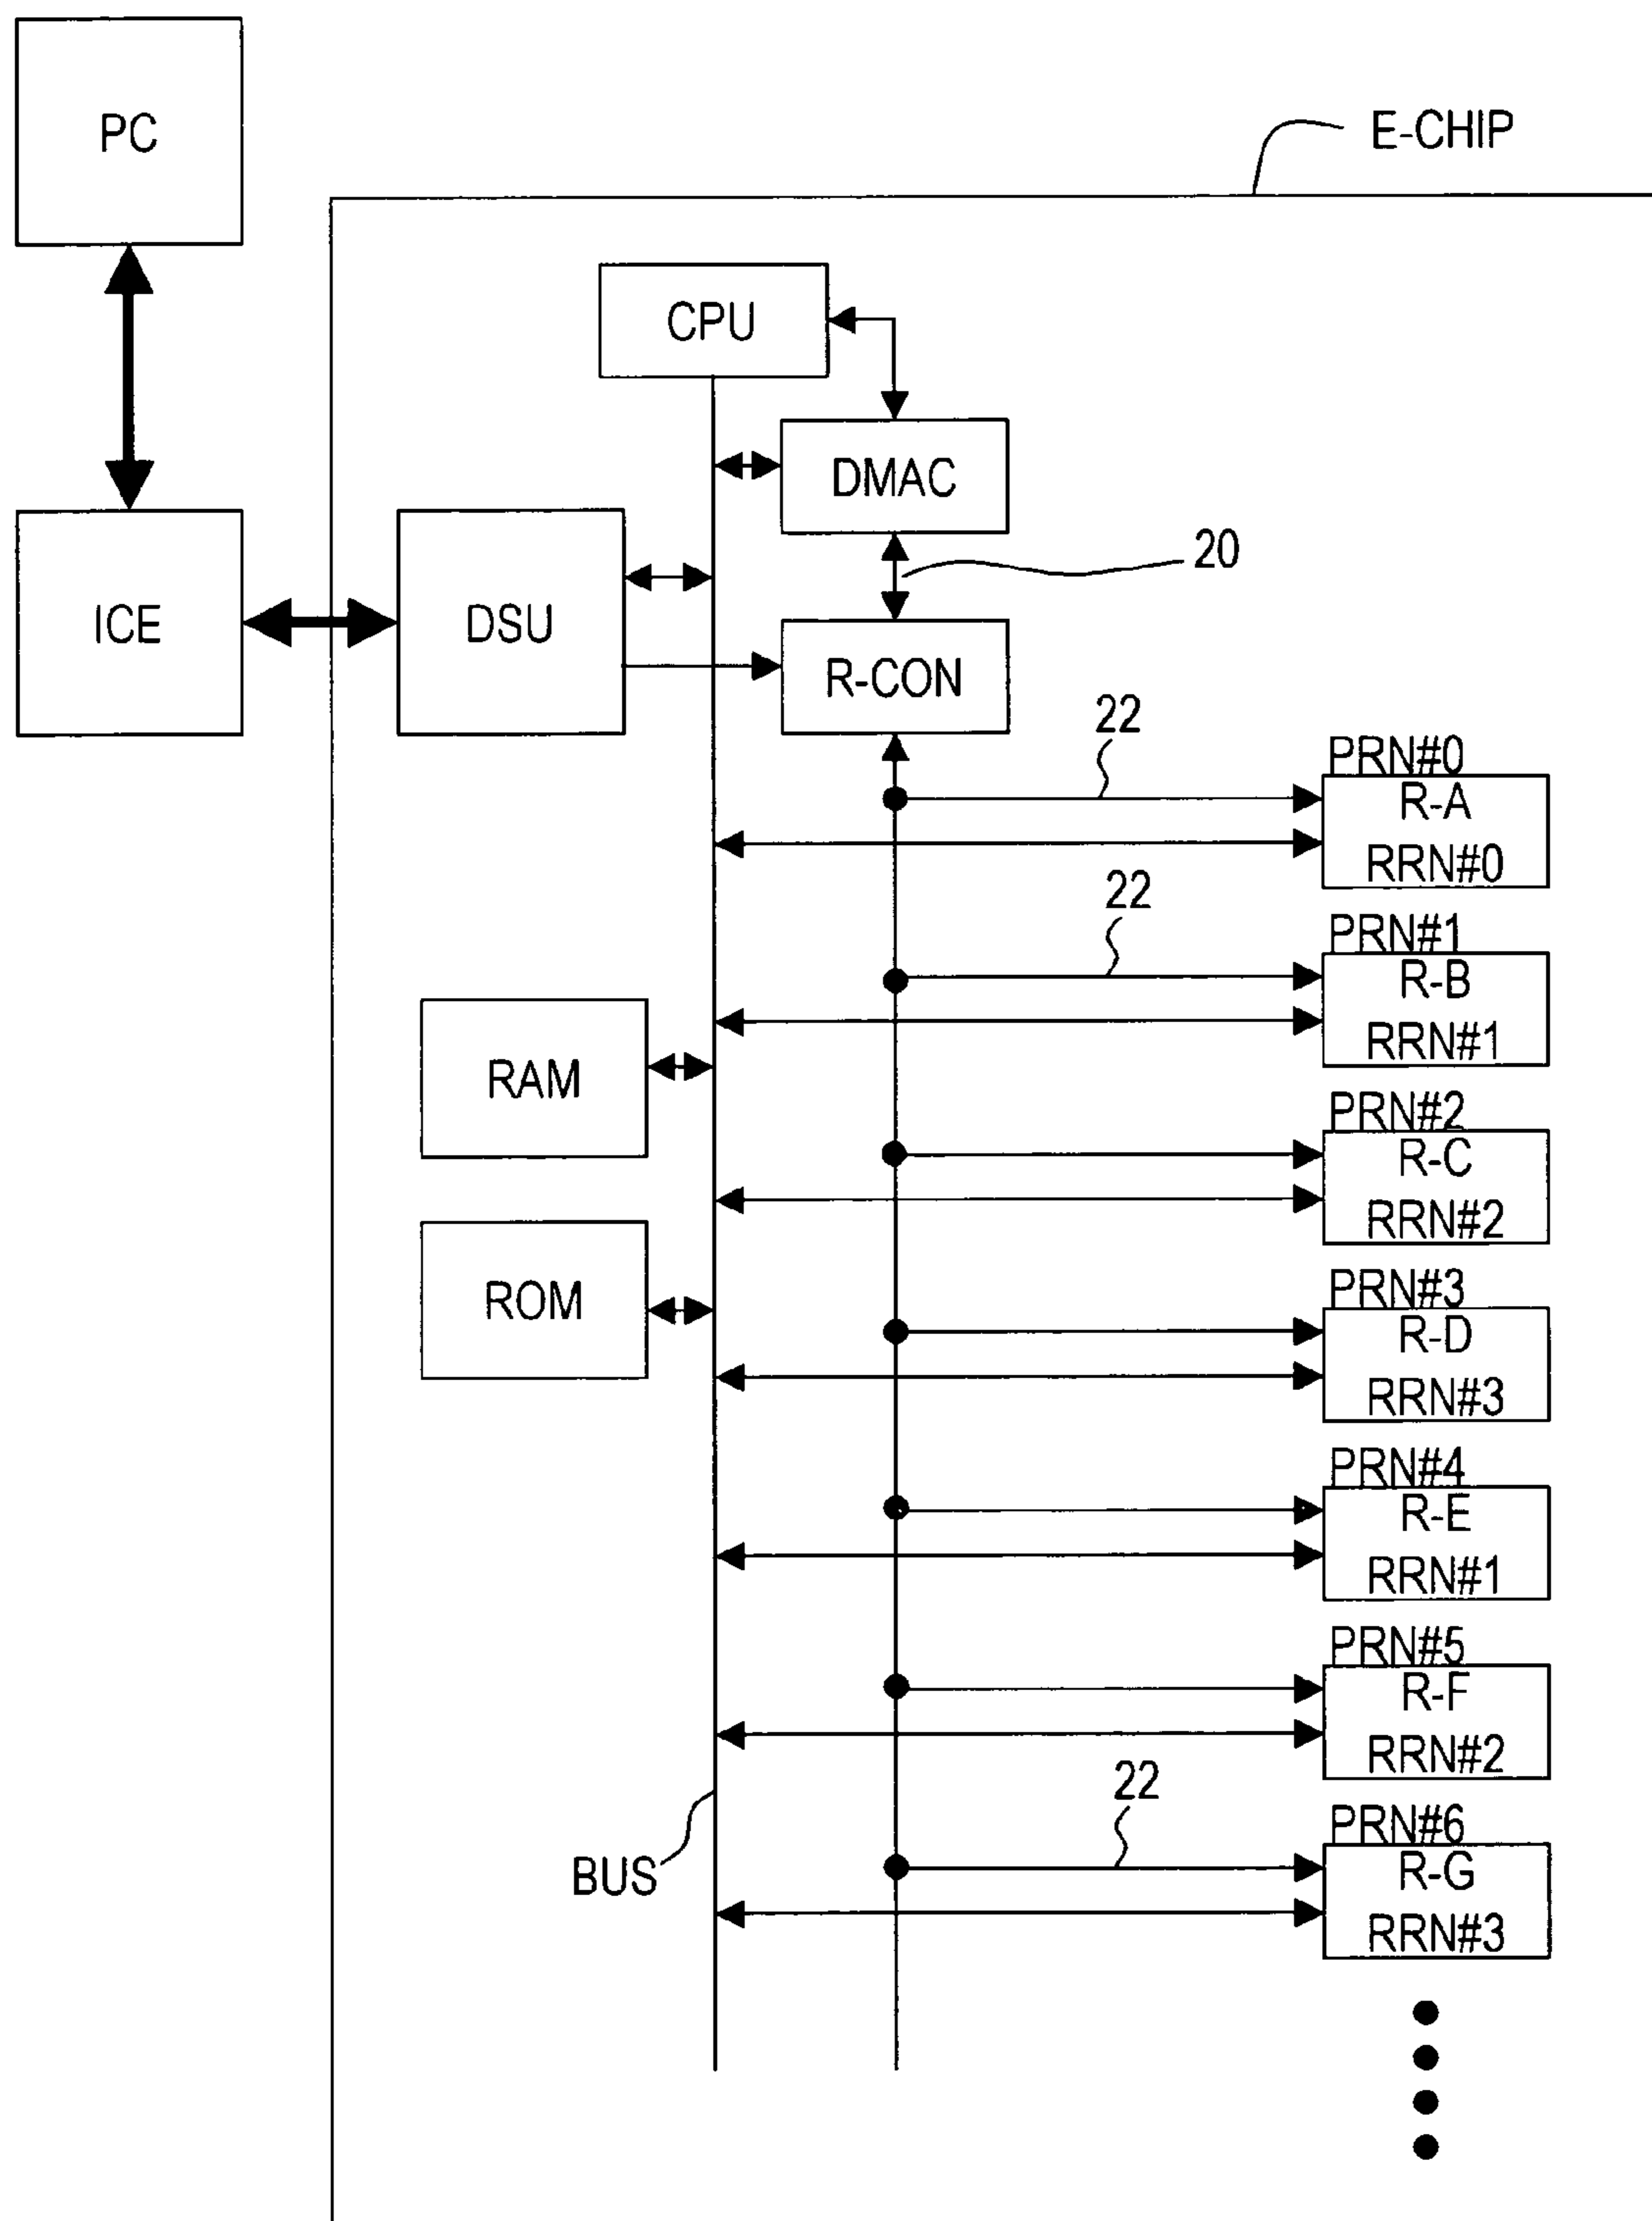 PC
E-CHIP
CPU
DMAC
20
ICE
DSU
R-CON
22
PRN#0
R-A
RRN#0
22
PRN#1
R-B
RRN#1
RAM
PRN#2
R-C
RRN#2
ROM
PRN#3
R-D
RRN#3
PRN#4
R-E
RRN#1
PRN#5
R-F
RRN#2
22
BUS
PRN#6
R-G
RRN#3